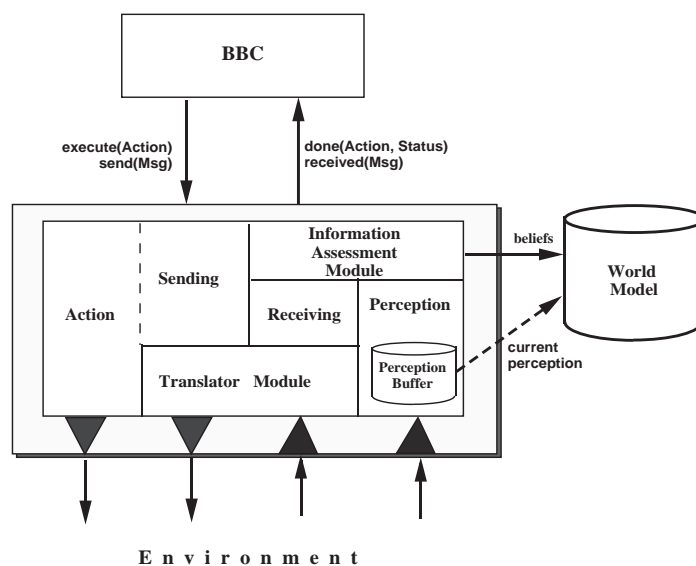 BBC
execute(Action)
send(Msg)
done(Action, Status)
received(Msg)
Information
Assessment
Module
beliefs
Sending
World
Model
Action
Receiving
Perception
current
perception
Translator Module
Perception
Buffer
E n v i r o n m e n t